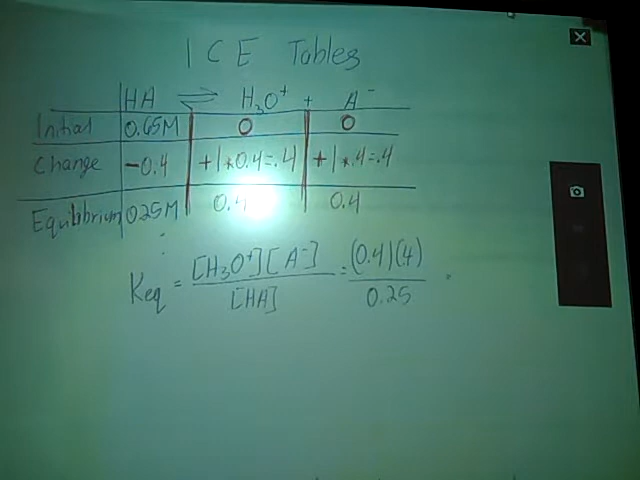 ICE Tables
HA ⇌ H₃O⁺ + A⁻
Initial 0.65M 0 0
Change -0.4 +1*0.4=.4 +1*.4=.4
Equilibrium 0.25M 0.4 0.4
Keq = [H₃O⁺][A⁻] / [HA] = (0.4)(.4) / 0.25